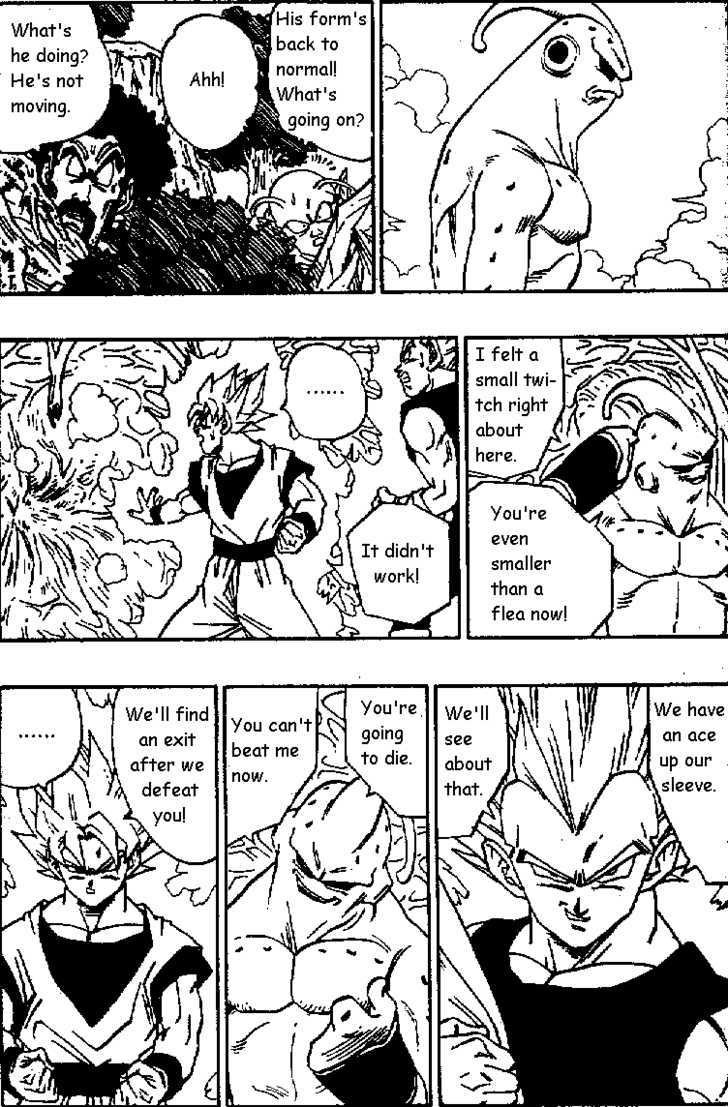 His form's
back to
normal!
What's
going on?
Ahh!
What's
he doing?
He's not
moving.
I felt a
small twi-
tch right
about
here.
You're
even
smaller
than a
flea now!
......
It didn't
work!
We have
an ace
up our
sleeve.
We'll
see
about
that.
You're
going
to die.
You can't
beat me
now.
We'll find
an exit
after we
defeat
you!
......